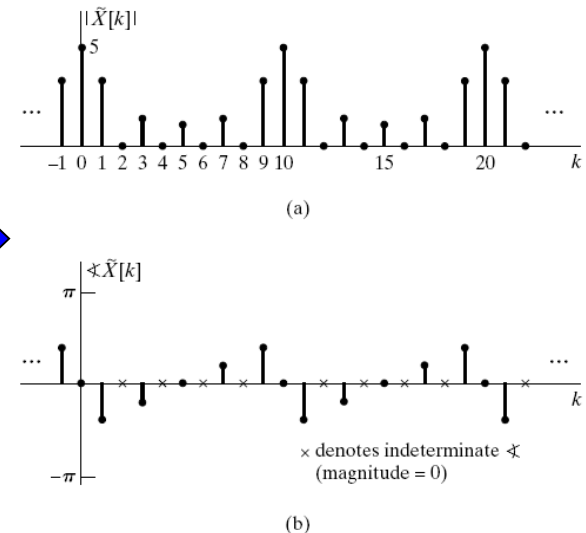 |X̃[k]|
5
... ...
–1 0 1 2 3 4 5 6 7 8 9 10 15 20 k
(a)
∢X̃[k]
π
... ...
k
× denotes indeterminate ∢
(magnitude = 0)
–π
(b)